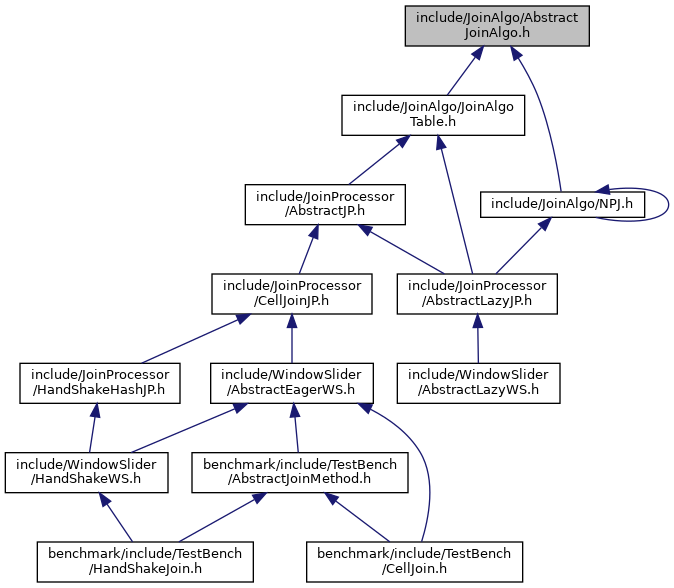 include/JoinAlgo/Abstract
JoinAlgo.h
include/JoinAlgo/JoinAlgo
Table.h
include/JoinProcessor
/AbstractJP.h
include/JoinAlgo/NPJ.h
include/JoinProcessor
/CellJoinJP.h
include/JoinProcessor
/AbstractLazyJP.h
include/JoinProcessor
/HandShakeHashJP.h
include/WindowSlider
/AbstractEagerWS.h
include/WindowSlider
/AbstractLazyWS.h
include/WindowSlider
/HandShakeWS.h
benchmark/include/TestBench
/AbstractJoinMethod.h
benchmark/include/TestBench
/HandShakeJoin.h
benchmark/include/TestBench
/CellJoin.h